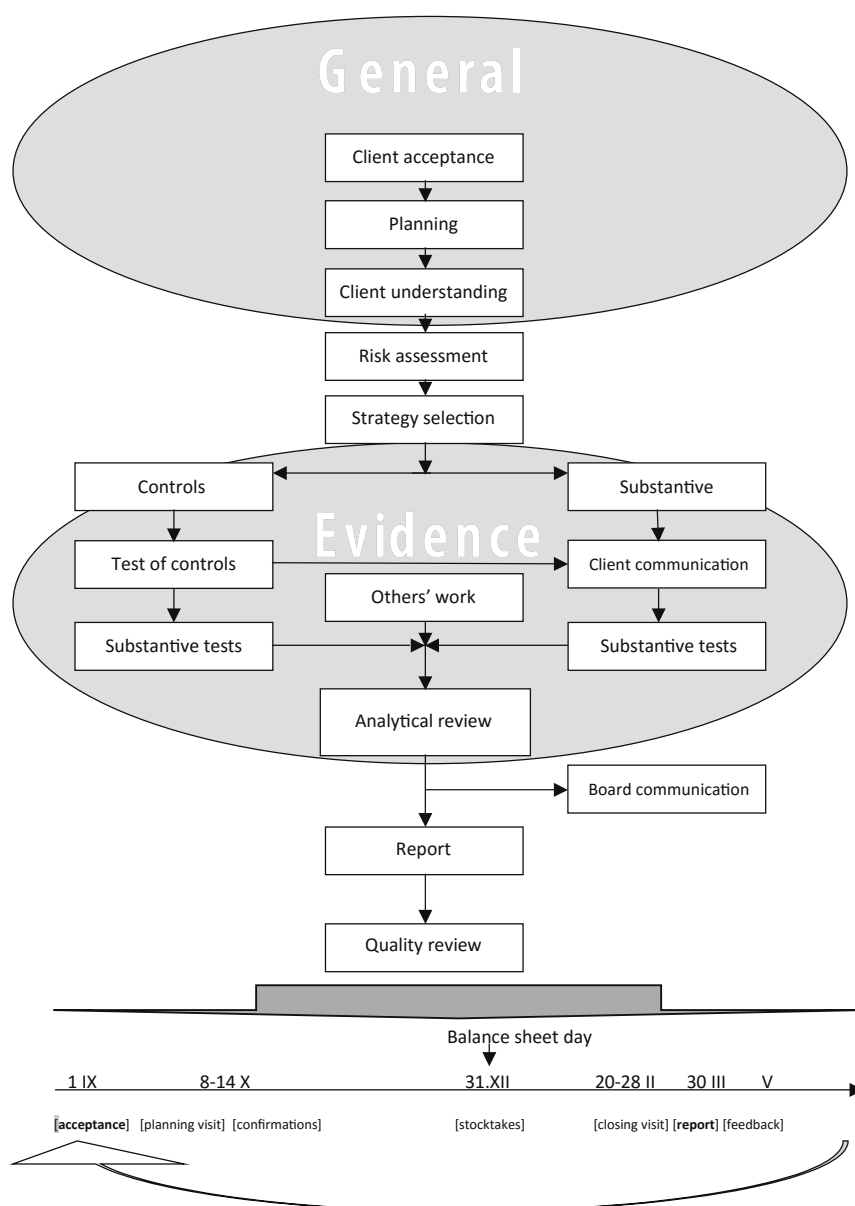 General
Client acceptance
Planning
Client understanding
Risk assessment
Strategy selection
Controls
Substantive
Evidence
Test of controls
Client communication
Others' work
Substantive tests
Substantive tests
Analytical review
Board communication
Report
Quality review
Balance sheet day
1 IX 8-14 X 31.XII 20-28 II 30 III V
[acceptance] [planning visit] [confirmations] [stocktakes] [closing visit] [report] [feedback]